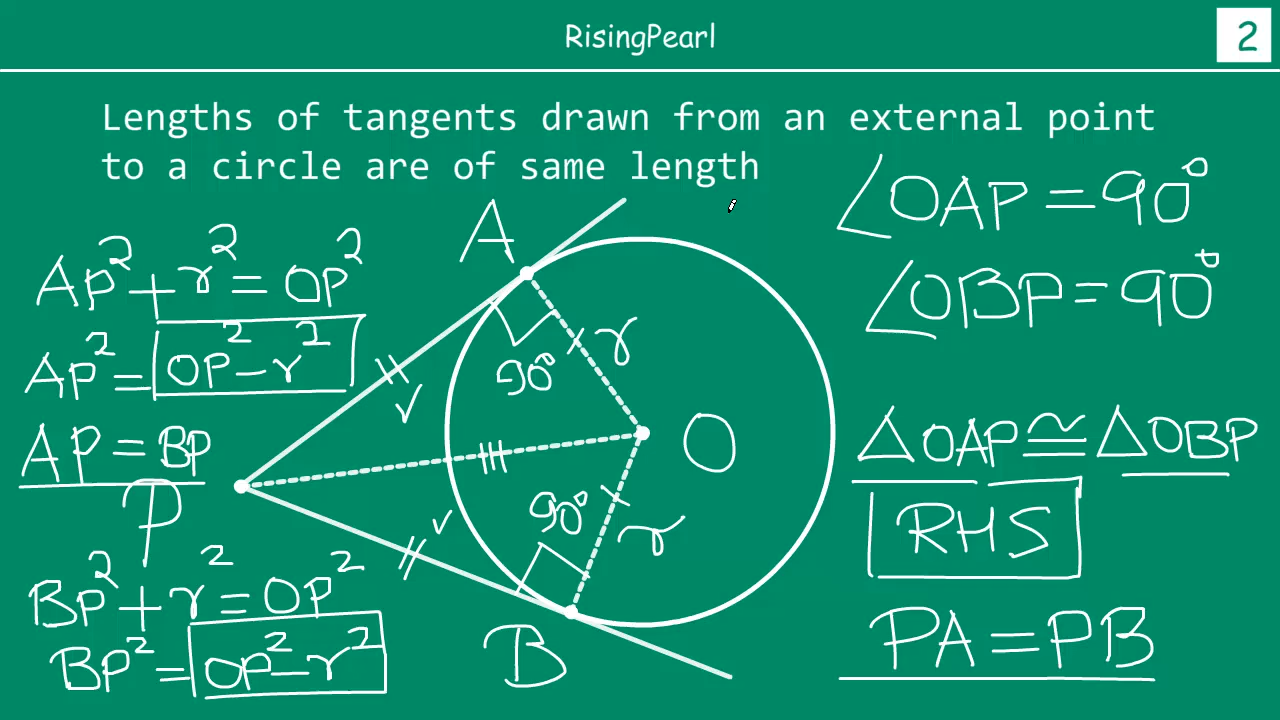 RisingPearl
2
Lengths of tangents drawn from an external point
to a circle are of same length
∠OAP = 90°
∠OBP = 90°
AP² + r² = OP²
AP² = OP² - r²
AP = BP
P
BP² + r² = OP²
BP² = OP² - r²
A
90°
r
O
90°
r
B
△OAP ≅ △OBP
RHS
PA = PB